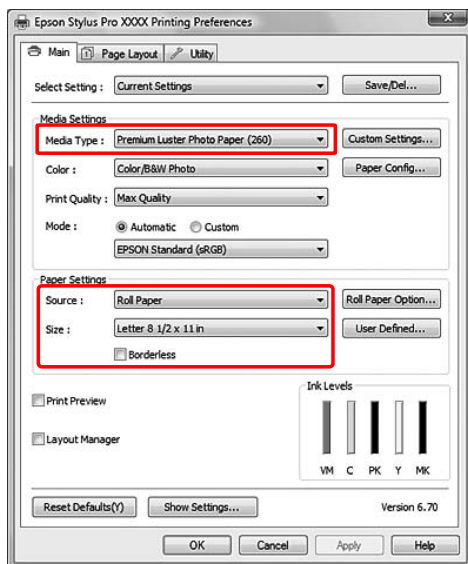 Epson Stylus Pro XXXX Printing Preferences
Main Page Layout Utility
Select Setting : Current Settings Save/Del...
Media Settings
Media Type : Premium Luster Photo Paper (260) Custom Settings...
Color : Color/B&W Photo Paper Config...
Print Quality : Max Quality
Mode : Automatic Custom
EPSON Standard (sRGB)
Paper Settings
Source : Roll Paper Roll Paper Option...
Size : Letter 8 1/2 x 11 in User Defined...
Borderless
Ink Levels
Print Preview
Layout Manager
VM C PK Y MK
Reset Defaults(Y) Show Settings... Version 6.70
OK Cancel Apply Help